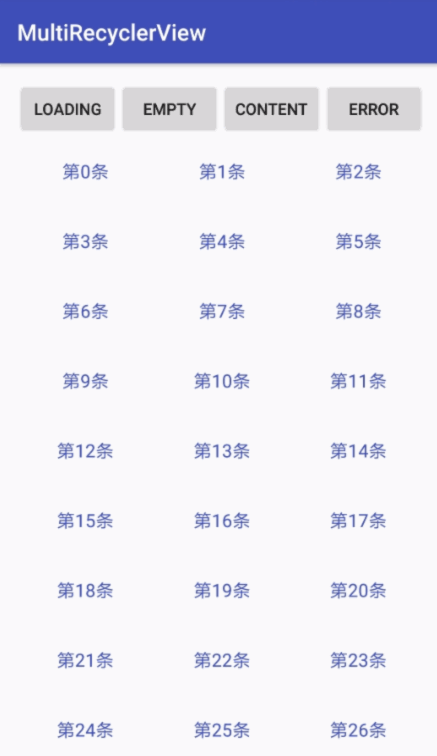 MultiRecyclerView
LOADING EMPTY CONTENT ERROR
第0条 第1条 第2条
第3条 第4条 第5条
第6条 第7条 第8条
第9条 第10条 第11条
第12条 第13条 第14条
第15条 第16条 第17条
第18条 第19条 第20条
第21条 第22条 第23条
第24条 第25条 第26条